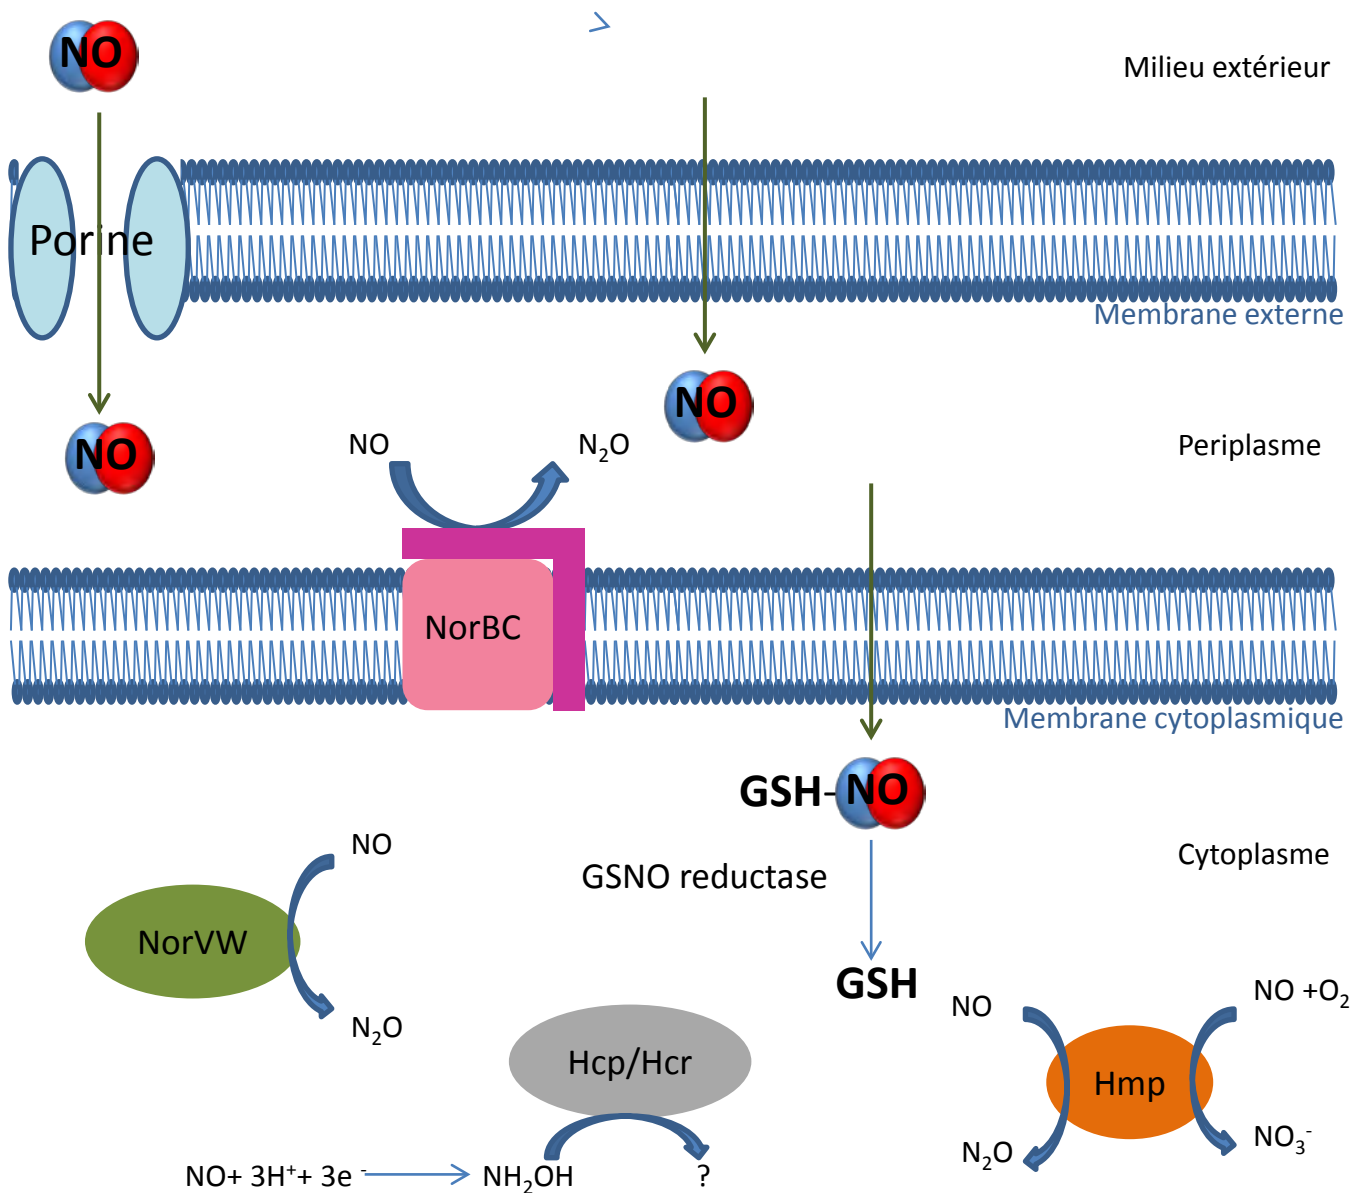 NO
Milieu extérieur
Porine
Membrane externe
NO
NO
NO
N₂O
Periplasme
NorBC
Membrane cytoplasmique
GSH-NO
NO
Cytoplasme
GSNO reductase
NorVW
GSH
NO
NO +O₂
N₂O
Hcp/Hcr
Hmp
N₂O
NO₃⁻
NO+ 3H⁺+ 3e ⁻
NH₂OH
?